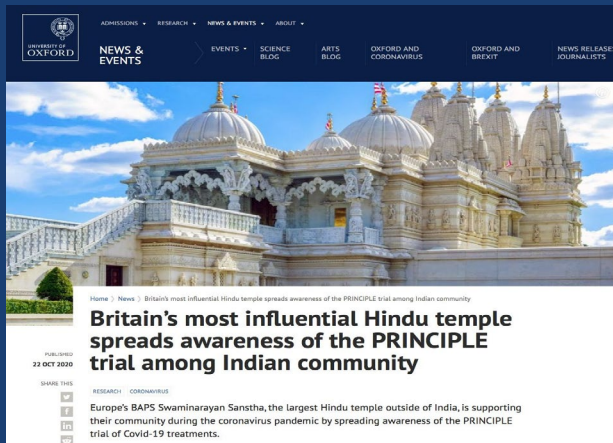 UNIVERSITY OF
OXFORD
ADMISSIONS RESEARCH NEWS & EVENTS ABOUT
NEWS &
EVENTS
EVENTS
SCIENCE
BLOG
ARTS
BLOG
OXFORD AND
CORONAVIRUS
OXFORD AND
BREXIT
NEWS RELEASES
JOURNALISTS
Home > News > Britain's most influential Hindu temple spreads awareness of the PRINCIPLE trial among Indian community
Britain's most influential Hindu temple
spreads awareness of the PRINCIPLE
trial among Indian community
PUBLISHED
22 OCT 2020
SHARE THIS
RESEARCH CORONAVIRUS
Europe's BAPS Swaminarayan Sanstha, the largest Hindu temple outside of India, is supporting
their community during the coronavirus pandemic by spreading awareness of the PRINCIPLE
trial of Covid-19 treatments.